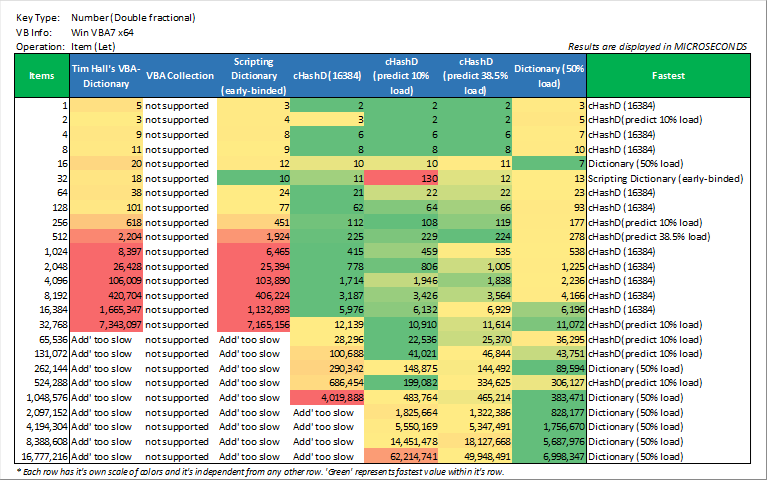 Key Type: Number (Double fractional)
VB Info: Win VBA7 x64
Operation: Item (Let)
Results are displayed in MICROSECONDS
Items Tim Hall's VBA-Dictionary VBA Collection Scripting Dictionary (early-binded) cHashD (16384) cHashD (predict 10% load) cHashD (predict 38.5% load) Dictionary (50% load) Fastest
1 5 not supported 3 2 2 2 3 cHashD (16384)
2 3 not supported 4 3 2 2 5 cHashD(predict 10% load)
4 9 not supported 8 6 6 6 7 cHashD (16384)
8 11 not supported 9 8 8 8 10 cHashD (16384)
16 20 not supported 12 10 10 11 7 Dictionary (50% load)
32 18 not supported 10 11 130 12 13 Scripting Dictionary (early-binded)
64 38 not supported 24 21 22 22 23 cHashD (16384)
128 101 not supported 77 62 64 66 93 cHashD (16384)
256 618 not supported 451 112 108 119 177 cHashD(predict 10% load)
512 2,204 not supported 1,924 225 229 224 278 cHashD(predict 38.5% load)
1,024 8,397 not supported 6,465 415 459 535 538 cHashD (16384)
2,048 26,428 not supported 25,394 778 806 1,005 1,225 cHashD (16384)
4,096 106,009 not supported 103,890 1,714 1,946 1,838 2,236 cHashD (16384)
8,192 420,704 not supported 406,224 3,187 3,426 3,564 4,166 cHashD (16384)
16,384 1,665,347 not supported 1,132,893 5,976 6,132 6,929 6,196 cHashD (16384)
32,768 7,343,097 not supported 7,165,156 12,139 10,910 11,614 11,072 cHashD(predict 10% load)
65,536 Add' too slow not supported Add' too slow 28,296 22,536 25,370 36,295 cHashD(predict 10% load)
131,072 Add' too slow not supported Add' too slow 100,688 41,021 46,844 43,751 cHashD(predict 10% load)
262,144 Add' too slow not supported Add' too slow 290,342 148,875 144,492 89,594 Dictionary (50% load)
524,288 Add' too slow not supported Add' too slow 686,454 199,082 334,625 306,127 cHashD(predict 10% load)
1,048,576 Add' too slow not supported Add' too slow 4,019,888 483,764 465,214 383,471 Dictionary (50% load)
2,097,152 Add' too slow not supported Add' too slow Add' too slow 1,825,664 1,322,386 828,177 Dictionary (50% load)
4,194,304 Add' too slow not supported Add' too slow Add' too slow 5,550,169 5,347,491 1,756,670 Dictionary (50% load)
8,388,608 Add' too slow not supported Add' too slow Add' too slow 14,451,478 18,127,668 5,687,976 Dictionary (50% load)
16,777,216 Add' too slow not supported Add' too slow Add' too slow 62,214,741 49,948,491 6,998,347 Dictionary (50% load)
* Each row has it's own scale of colors and it's independent from any other row. 'Green' represents fastest value within it's row.